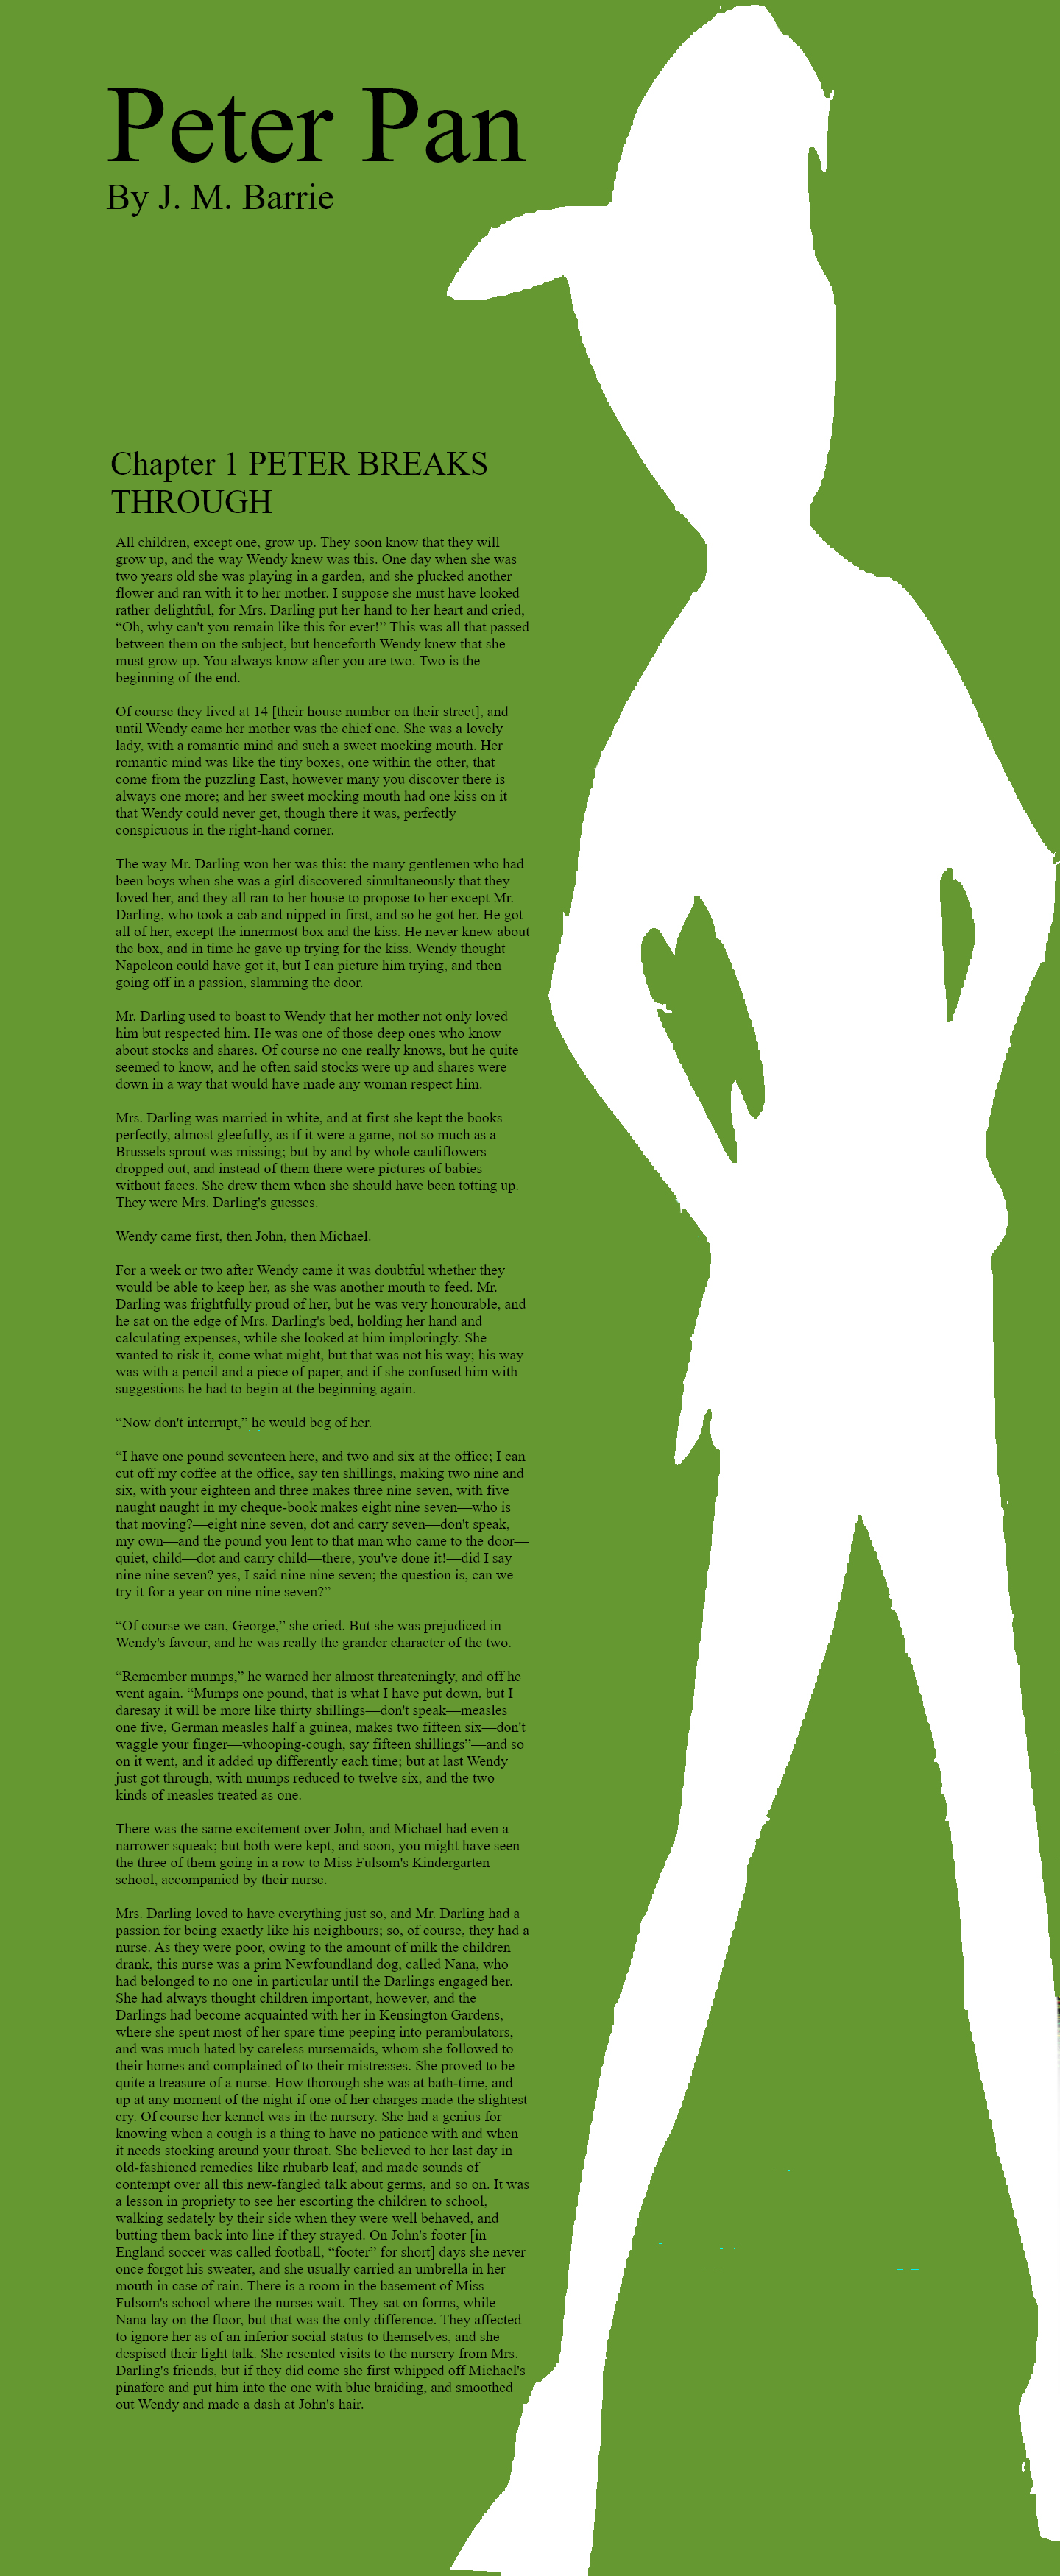 Peter Pan
By J. M. Barrie
Chapter 1 PETER BREAKS
THROUGH
All children, except one, grow up. They soon know that they will
grow up, and the way Wendy knew was this. One day when she was
two years old she was playing in a garden, and she plucked another
flower and ran with it to her mother. I suppose she must have looked
rather delightful, for Mrs. Darling put her hand to her heart and cried,
“Oh, why can't you remain like this for ever!” This was all that passed
between them on the subject, but henceforth Wendy knew that she
must grow up. You always know after you are two. Two is the
beginning of the end.
Of course they lived at 14 [their house number on their street], and
until Wendy came her mother was the chief one. She was a lovely
lady, with a romantic mind and such a sweet mocking mouth. Her
romantic mind was like the tiny boxes, one within the other, that
come from the puzzling East, however many you discover there is
always one more; and her sweet mocking mouth had one kiss on it
that Wendy could never get, though there it was, perfectly
conspicuous in the right-hand corner.
The way Mr. Darling won her was this: the many gentlemen who had
been boys when she was a girl discovered simultaneously that they
loved her, and they all ran to her house to propose to her except Mr.
Darling, who took a cab and nipped in first, and so he got her. He got
all of her, except the innermost box and the kiss. He never knew about
the box, and in time he gave up trying for the kiss. Wendy thought
Napoleon could have got it, but I can picture him trying, and then
going off in a passion, slamming the door.
Mr. Darling used to boast to Wendy that her mother not only loved
him but respected him. He was one of those deep ones who know
about stocks and shares. Of course no one really knows, but he quite
seemed to know, and he often said stocks were up and shares were
down in a way that would have made any woman respect him.
Mrs. Darling was married in white, and at first she kept the books
perfectly, almost gleefully, as if it were a game, not so much as a
Brussels sprout was missing; but by and by whole cauliflowers
dropped out, and instead of them there were pictures of babies
without faces. She drew them when she should have been totting up.
They were Mrs. Darling's guesses.
Wendy came first, then John, then Michael.
For a week or two after Wendy came it was doubtful whether they
would be able to keep her, as she was another mouth to feed. Mr.
Darling was frightfully proud of her, but he was very honourable, and
he sat on the edge of Mrs. Darling's bed, holding her hand and
calculating expenses, while she looked at him imploringly. She
wanted to risk it, come what might, but that was not his way; his way
was with a pencil and a piece of paper, and if she confused him with
suggestions he had to begin at the beginning again.
“Now don't interrupt,” he would beg of her.
“I have one pound seventeen here, and two and six at the office; I can
cut off my coffee at the office, say ten shillings, making two nine and
six, with your eighteen and three makes three nine seven, with five
naught naught in my cheque-book makes eight nine seven—who is
that moving?—eight nine seven, dot and carry seven—don't speak,
my own—and the pound you lent to that man who came to the door—
quiet, child—dot and carry child—there, you've done it!—did I say
nine nine seven? yes, I said nine nine seven; the question is, can we
try it for a year on nine nine seven?”
“Of course we can, George,” she cried. But she was prejudiced in
Wendy's favour, and he was really the grander character of the two.
“Remember mumps,” he warned her almost threateningly, and off he
went again. “Mumps one pound, that is what I have put down, but I
daresay it will be more like thirty shillings—don't speak—measles
one five, German measles half a guinea, makes two fifteen six—don't
waggle your finger—whooping-cough, say fifteen shillings”—and so
on it went, and it added up differently each time; but at last Wendy
just got through, with mumps reduced to twelve six, and the two
kinds of measles treated as one.
There was the same excitement over John, and Michael had even a
narrower squeak; but both were kept, and soon, you might have seen
the three of them going in a row to Miss Fulsom's Kindergarten
school, accompanied by their nurse.
Mrs. Darling loved to have everything just so, and Mr. Darling had a
passion for being exactly like his neighbours; so, of course, they had a
nurse. As they were poor, owing to the amount of milk the children
drank, this nurse was a prim Newfoundland dog, called Nana, who
had belonged to no one in particular until the Darlings engaged her.
She had always thought children important, however, and the
Darlings had become acquainted with her in Kensington Gardens,
where she spent most of her spare time peeping into perambulators,
and was much hated by careless nursemaids, whom she followed to
their homes and complained of to their mistresses. She proved to be
quite a treasure of a nurse. How thorough she was at bath-time, and
up at any moment of the night if one of her charges made the slightest
cry. Of course her kennel was in the nursery. She had a genius for
knowing when a cough is a thing to have no patience with and when
it needs stocking around your throat. She believed to her last day in
old-fashioned remedies like rhubarb leaf, and made sounds of
contempt over all this new-fangled talk about germs, and so on. It was
a lesson in propriety to see her escorting the children to school,
walking sedately by their side when they were well behaved, and
butting them back into line if they strayed. On John's footer [in
England soccer was called football, “footer” for short] days she never
once forgot his sweater, and she usually carried an umbrella in her
mouth in case of rain. There is a room in the basement of Miss
Fulsom's school where the nurses wait. They sat on forms, while
Nana lay on the floor, but that was the only difference. They affected
to ignore her as of an inferior social status to themselves, and she
despised their light talk. She resented visits to the nursery from Mrs.
Darling's friends, but if they did come she first whipped off Michael's
pinafore and put him into the one with blue braiding, and smoothed
out Wendy and made a dash at John's hair.